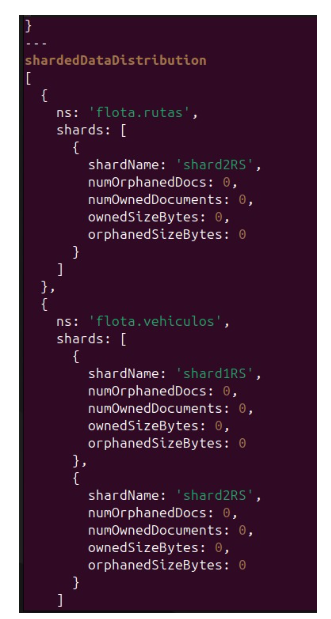 }
---
shardedDataDistribution
[
  {
    ns: 'flota.rutas',
    shards: [
      {
        shardName: 'shard2RS',
        numOrphanedDocs: 0,
        numOwnedDocuments: 0,
        ownedSizeBytes: 0,
        orphanedSizeBytes: 0
      }
    ]
  },
  {
    ns: 'flota.vehiculos',
    shards: [
      {
        shardName: 'shard1RS',
        numOrphanedDocs: 0,
        numOwnedDocuments: 0,
        ownedSizeBytes: 0,
        orphanedSizeBytes: 0
      },
      {
        shardName: 'shard2RS',
        numOrphanedDocs: 0,
        numOwnedDocuments: 0,
        ownedSizeBytes: 0,
        orphanedSizeBytes: 0
      }
    ]